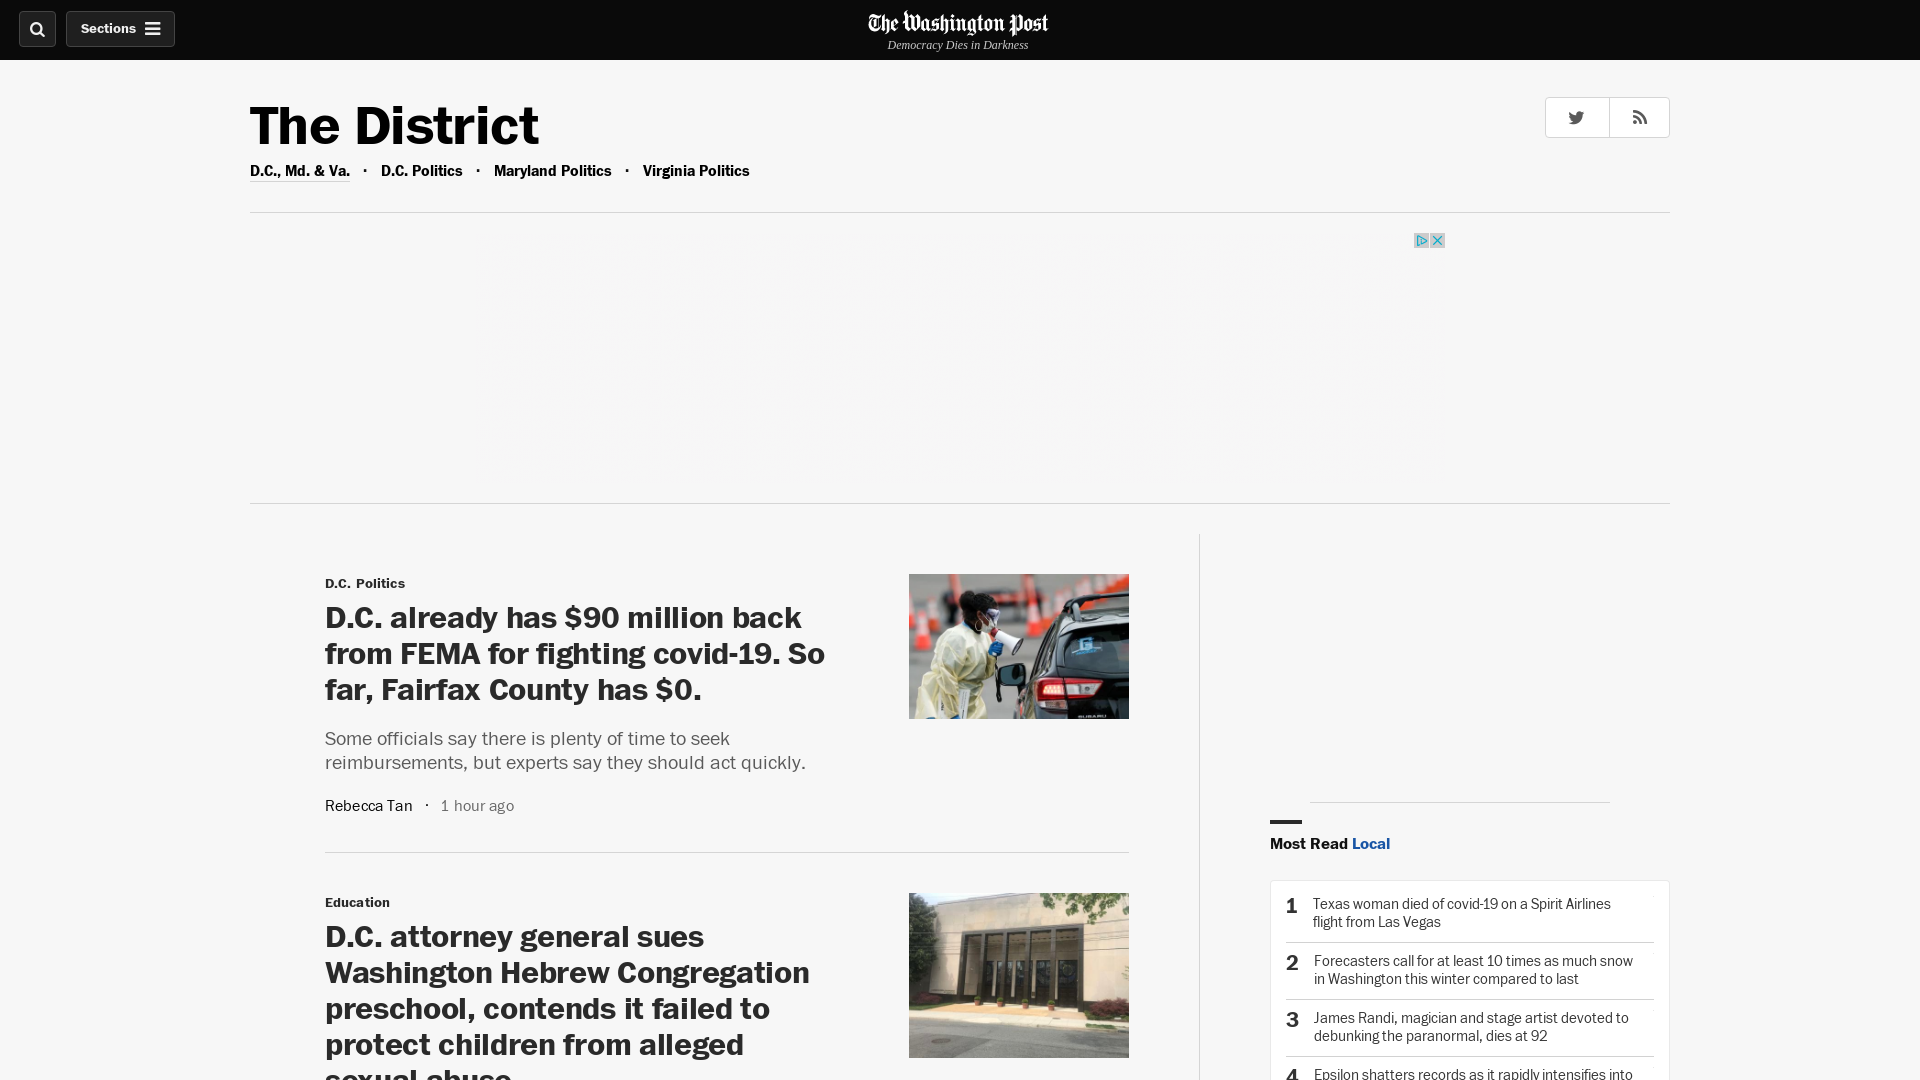 Sections
The Washington Post
Democracy Dies in Darkness
The District
D.C., Md. & Va. · D.C. Politics · Maryland Politics · Virginia Politics
D.C. Politics
D.C. already has $90 million back
from FEMA for fighting covid-19. So
far, Fairfax County has $0.
Some officials say there is plenty of time to seek
reimbursements, but experts say they should act quickly.
Rebecca Tan · 1 hour ago
Education
D.C. attorney general sues
Washington Hebrew Congregation
preschool, contends it failed to
protect children from alleged
sexual abuse
Most Read Local
1 Texas woman died of covid-19 on a Spirit Airlines
flight from Las Vegas
2 Forecasters call for at least 10 times as much snow
in Washington this winter compared to last
3 James Randi, magician and stage artist devoted to
debunking the paranormal, dies at 92
4 Epsilon shatters records as it rapidly intensifies into